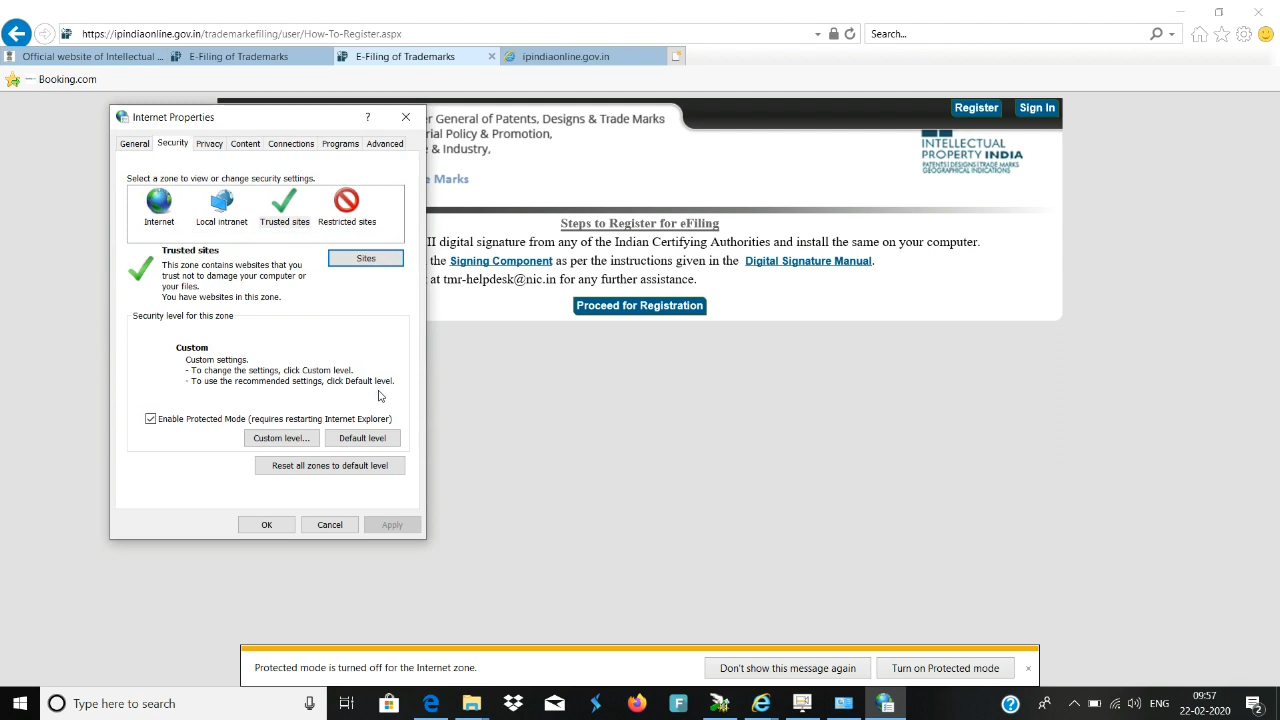 https://ipindiaonline.gov.in/trademarkefiling/user/How-To-Register.aspx
Search...
Official website of Intellectual ...
E-Filing of Trademarks
E-Filing of Trademarks
ipindiaonline.gov.in
Booking.com
Register
Sign In
r General of Patents, Designs & Trade Marks
rial Policy & Promotion,
e & Industry,
e Marks
INTELLECTUAL
PROPERTY INDIA
PATENTS | DESIGNS | TRADE MARKS
GEOGRAPHICAL INDICATIONS
Steps to Register for eFiling
II digital signature from any of the Indian Certifying Authorities and install the same on your computer.
the Signing Component as per the instructions given in the Digital Signature Manual.
at tmr-helpdesk@nic.in for any further assistance.
Proceed for Registration
Internet Properties
?
General
Security
Privacy
Content
Connections
Programs
Advanced
Select a zone to view or change security settings.
Internet
Local intranet
Trusted sites
Restricted sites
Trusted sites
Sites
This zone contains websites that you
trust not to damage your computer or
your files.
You have websites in this zone.
Security level for this zone
Custom
Custom settings.
- To change the settings, click Custom level.
- To use the recommended settings, click Default level.
Enable Protected Mode (requires restarting Internet Explorer)
Custom level...
Default level
Reset all zones to default level
OK
Cancel
Apply
Protected mode is turned off for the Internet zone.
Don't show this message again
Turn on Protected mode
Type here to search
F
ENG
09:57
22-02-2020
2